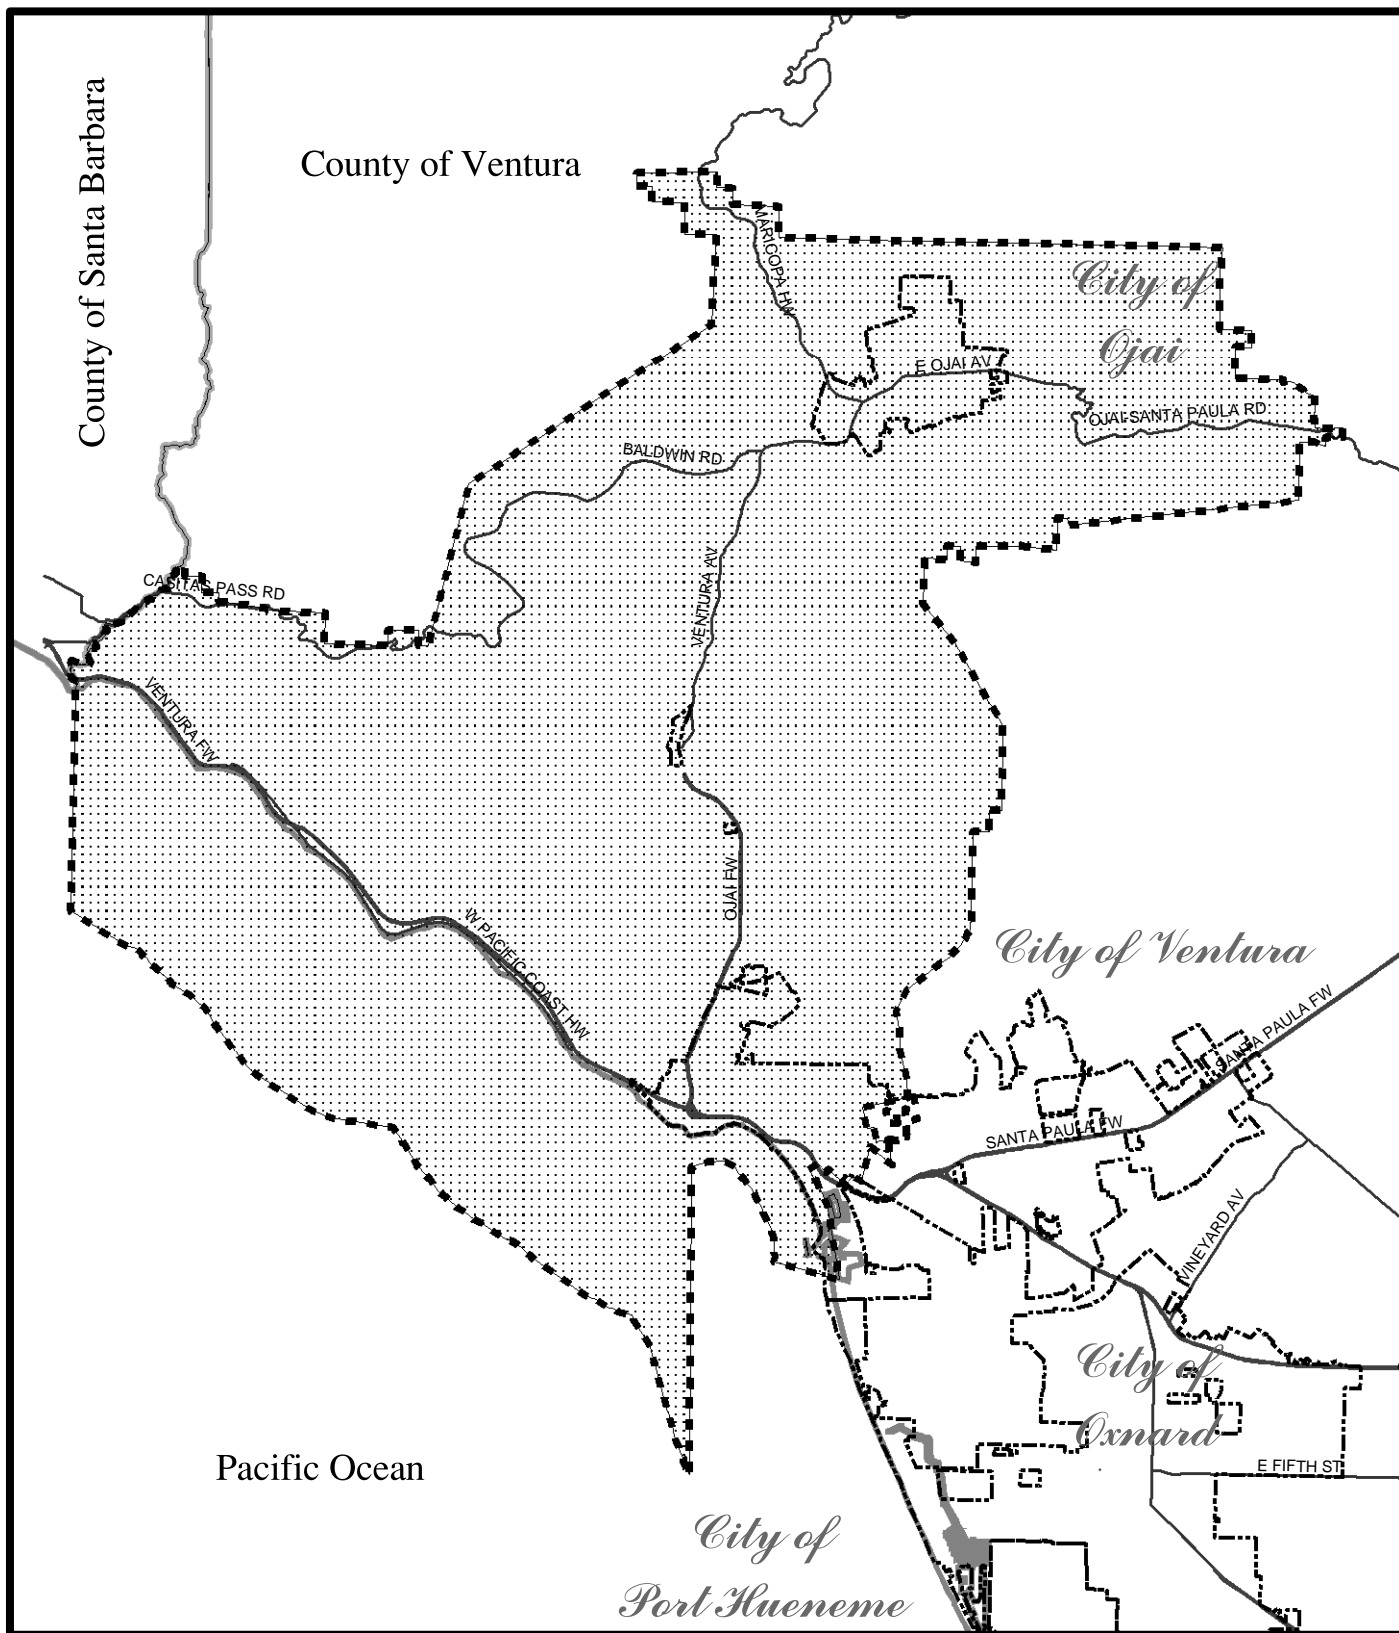 County of Santa Barbara
County of Ventura
MARICOPA HW
City of
Ojai
E OJAI AV
OJAI-SANTA PAULA RD
BALDWIN RD
VENTURA AV
CASITAS PASS RD
VENTURA FW
OJAI FW
W PACIFIC COAST HW
City of Ventura
SANTA PAULA FW
SANTA PAULA FW
VINEYARD AV
City of
Oxnard
E FIFTH ST
Pacific Ocean
City of
Port Hueneme